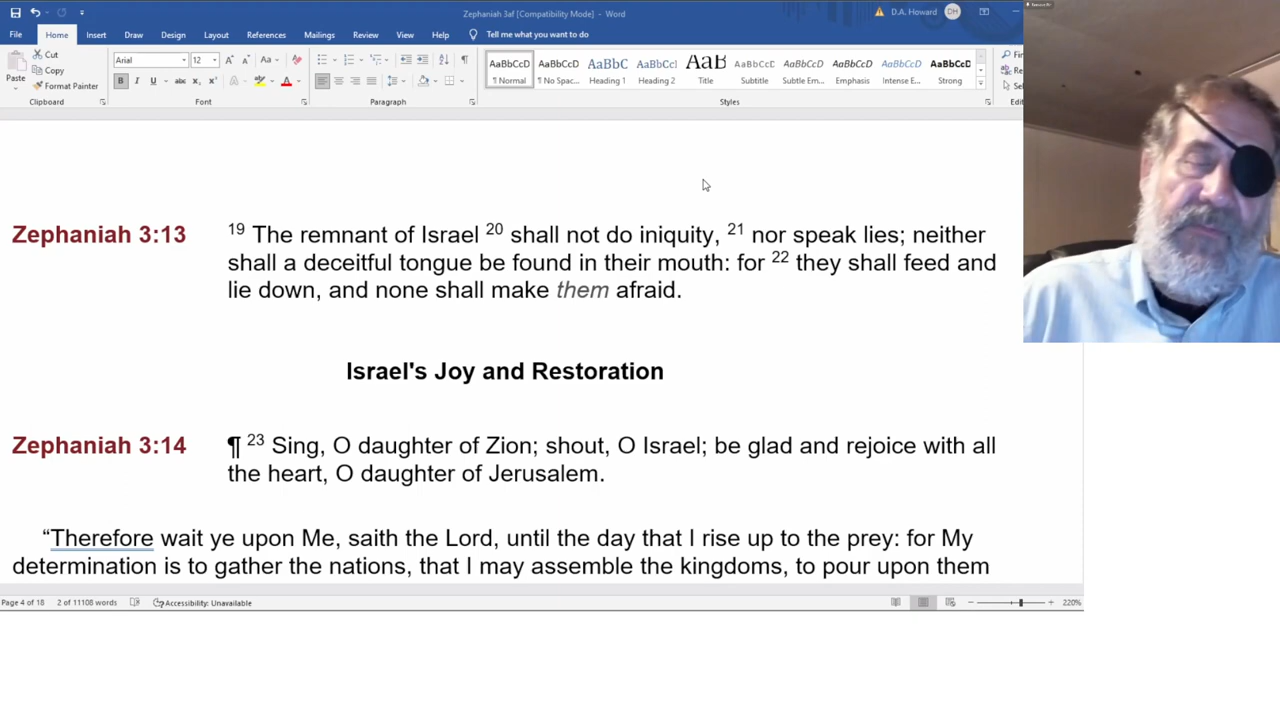 Zephaniah 3af [Compatibility Mode] - Word
D.A. Howard
DH
File Home Insert Draw Design Layout References Mailings Review View Help Tell me what you want to do
Paste
Cut
Copy
Format Painter
Clipboard
Arial
12
Font
Paragraph
AaBbCcD AaBbCcD AaBbC AaBbCcl AaB AaBbCcD AaBbCcD AaBbCcD AaBbCcD AaBbCcD
¶ Normal ¶ No Spac... Heading 1 Heading 2 Title Subtitle Subtle Em... Emphasis Intense E... Strong
Styles
Zephaniah 3:13 19 The remnant of Israel 20 shall not do iniquity, 21 nor speak lies; neither
shall a deceitful tongue be found in their mouth: for 22 they shall feed and
lie down, and none shall make them afraid.
Israel's Joy and Restoration
Zephaniah 3:14 ¶ 23 Sing, O daughter of Zion; shout, O Israel; be glad and rejoice with all
the heart, O daughter of Jerusalem.
“Therefore wait ye upon Me, saith the Lord, until the day that I rise up to the prey: for My
determination is to gather the nations, that I may assemble the kingdoms, to pour upon them
Page 4 of 18 2 of 11108 words Accessibility: Unavailable 220%